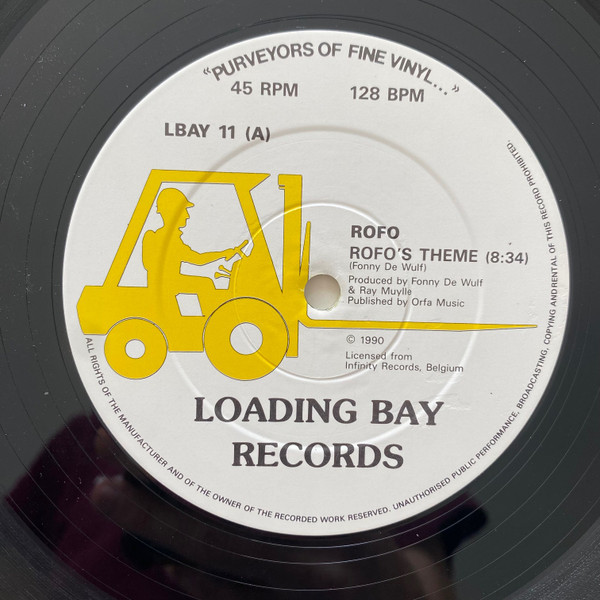 “PURVEYORS OF FINE VINYL...”
45 RPM 128 BPM
LBAY 11 (A)
ROFO
ROFO'S THEME (8:34)
(Fonny De Wulf)
Produced by Fonny De Wulf
& Ray Muylle
Published by Orfa Music
© 1990
Licensed from
Infinity Records, Belgium
LOADING BAY
RECORDS
ALL RIGHTS OF THE MANUFACTURER AND OF THE OWNER OF THE RECORDED WORK RESERVED. UNAUTHORISED PUBLIC PERFORMANCE, BROADCASTING, COPYING AND RENTAL OF THIS RECORD PROHIBITED.